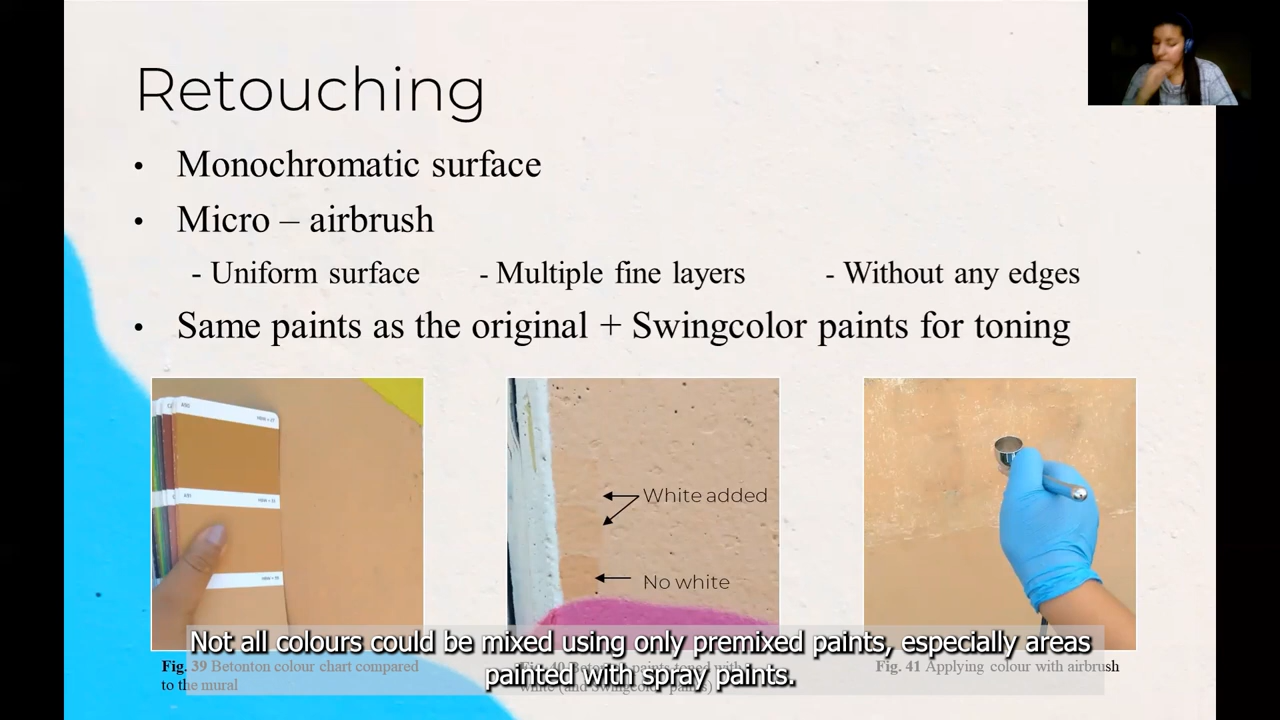 Retouching
• Monochromatic surface
• Micro – airbrush
- Uniform surface - Multiple fine layers - Without any edges
• Same paints as the original + Swingcolor paints for toning
White added
No white
Not all colours could be mixed using only premixed paints, especially areas
painted with spray paints.
Fig. 39 Betonton colour chart compared
to the mural
Fig. 41 Applying colour with airbrush